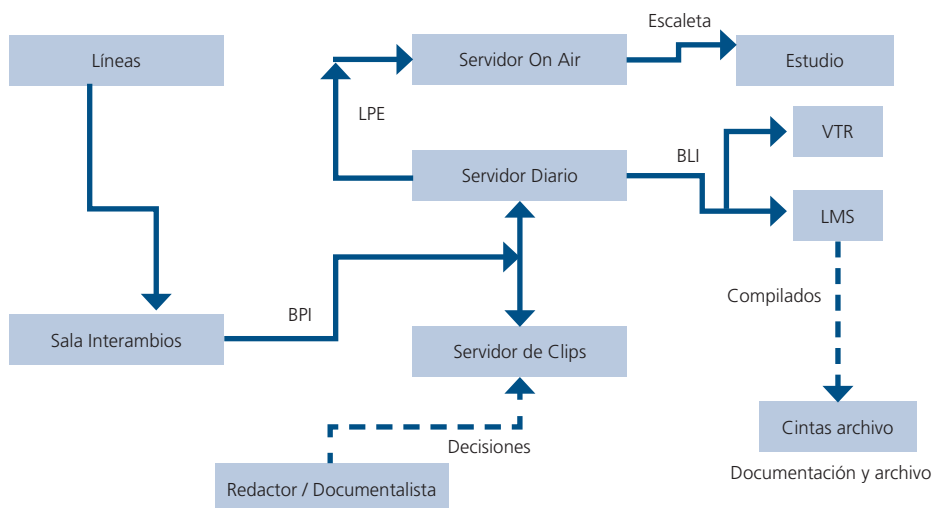 Escaleta
Líneas
Servidor On Air
Estudio
LPE
VTR
BLI
Servidor Diario
LMS
Compilados
BPI
Sala Interambios
Servidor de Clips
Cintas archivo
Decisiones
Documentación y archivo
Redactor / Documentalista